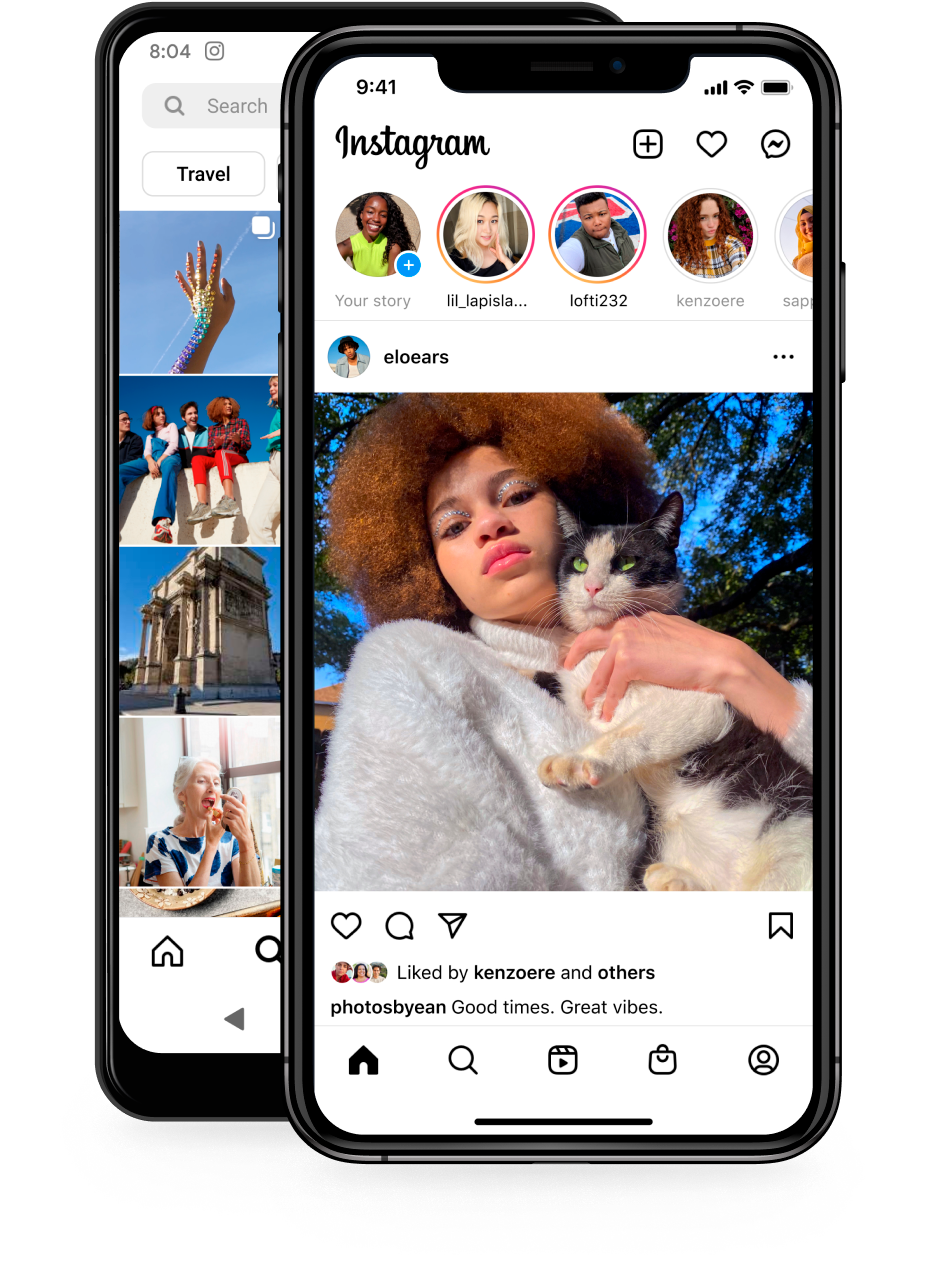 8:04
Search
Travel
9:41
Instagram
Your story
lil_lapisla...
lofti232
kenzoere
sapp
eloears
Liked by kenzoere and others
photosbyean Good times. Great vibes.